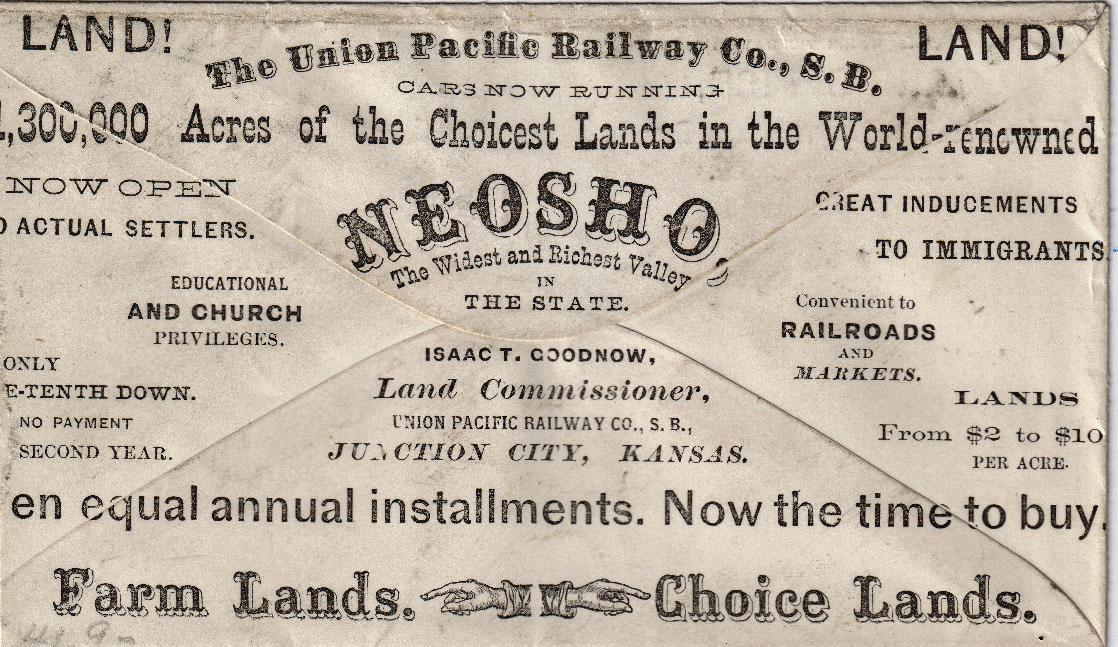 LAND! LAND!
The Union Pacific Railway Co., S. B.
CARS NOW RUNNING
1,300,000 Acres of the Choicest Lands in the World-renowned
NEOSHO,
The Widest and Richest Valley
IN
THE STATE.
NOW OPEN
O ACTUAL SETTLERS.
EDUCATIONAL
AND CHURCH
PRIVILEGES.
ONLY
E-TENTH DOWN.
NO PAYMENT
SECOND YEAR.
GREAT INDUCEMENTS
TO IMMIGRANTS.
Convenient to
RAILROADS
AND
MARKETS.
LANDS
From $2 to $10
PER ACRE.
ISAAC T. GOODNOW,
Land Commissioner,
UNION PACIFIC RAILWAY CO., S. B.,
JUNCTION CITY, KANSAS.
en equal annual installments. Now the time to buy.
Farm Lands. Choice Lands.